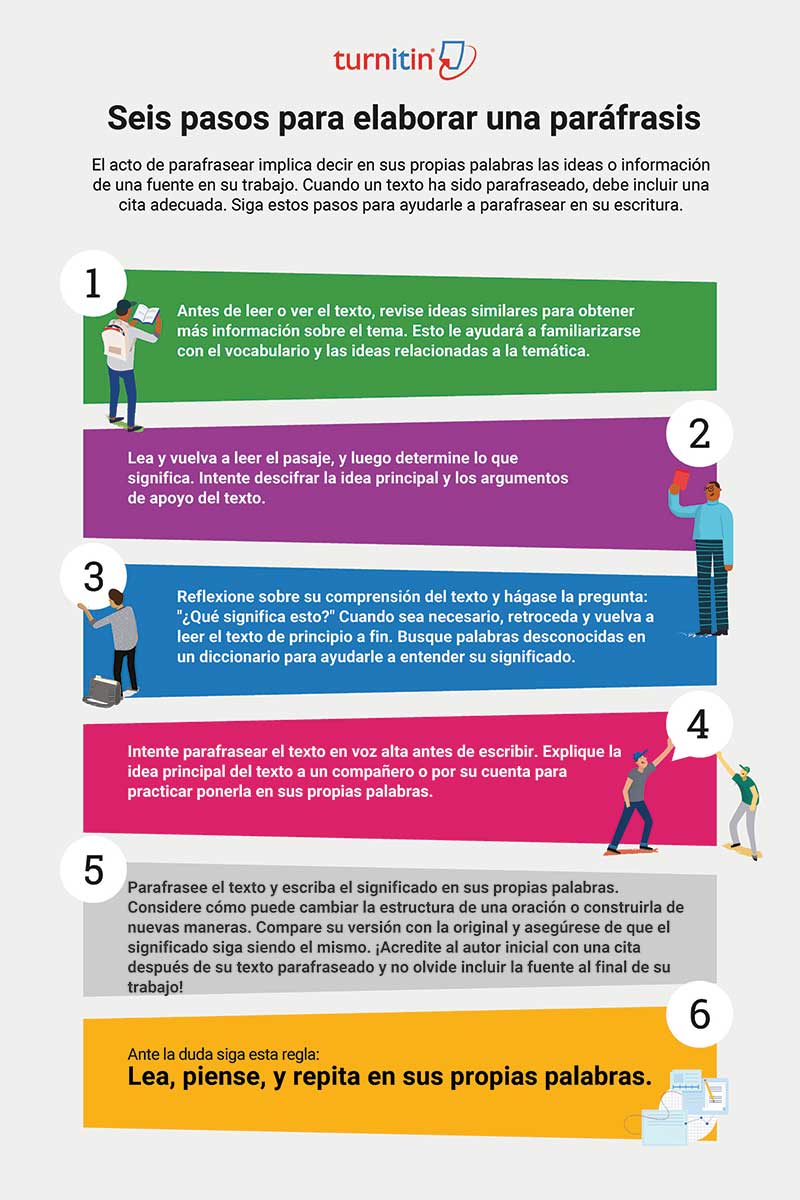 turnitin
Seis pasos para elaborar una paráfrasis
El acto de parafrasear implica decir en sus propias palabras las ideas o información
de una fuente en su trabajo. Cuando un texto ha sido parafraseado, debe incluir una
cita adecuada. Siga estos pasos para ayudarle a parafrasear en su escritura.
1
Antes de leer o ver el texto, revise ideas similares para obtener
más información sobre el tema. Esto le ayudará a familiarizarse
con el vocabulario y las ideas relacionadas a la temática.
2
Lea y vuelva a leer el pasaje, y luego determine lo que
significa. Intente descifrar la idea principal y los argumentos
de apoyo del texto.
3
Reflexione sobre su comprensión del texto y hágase la pregunta:
"¿Qué significa esto?" Cuando sea necesario, retroceda y vuelva a
leer el texto de principio a fin. Busque palabras desconocidas en
un diccionario para ayudarle a entender su significado.
4
Intente parafrasear el texto en voz alta antes de escribir. Explique la
idea principal del texto a un compañero o por su cuenta para
practicar ponerla en sus propias palabras.
5
Parafrasee el texto y escriba el significado en sus propias palabras.
Considere cómo puede cambiar la estructura de una oración o construirla de
nuevas maneras. Compare su versión con la original y asegúrese de que el
significado siga siendo el mismo. ¡Acredite al autor inicial con una cita
después de su texto parafraseado y no olvide incluir la fuente al final de su
trabajo!
6
Ante la duda siga esta regla:
Lea, piense, y repita en sus propias palabras.